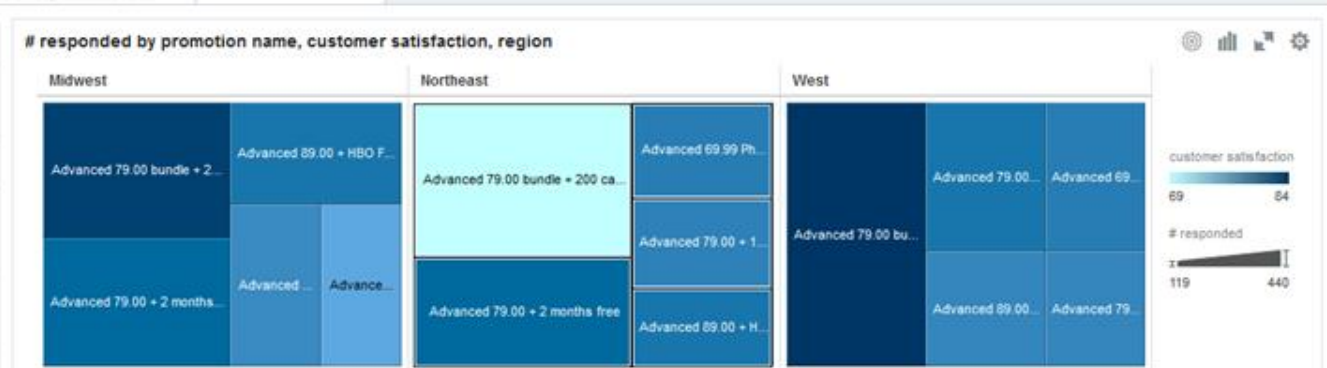 # responded by promotion name, customer satisfaction, region
Midwest
Northeast
West
Advanced 79.00 bundle + 2...
Advanced 89.00 + HBO F...
Advanced 79.00 + 2 months...
Advanced ...
Advance...
Advanced 79.00 bundle + 200 ca...
Advanced 69.99 Ph...
Advanced 79.00 + 1...
Advanced 79.00 + 2 months free
Advanced 89.00 + H...
Advanced 79.00 bu...
Advanced 79.00...
Advanced 69...
Advanced 89.00...
Advanced 79...
customer satisfaction
69 84
# responded
119 440